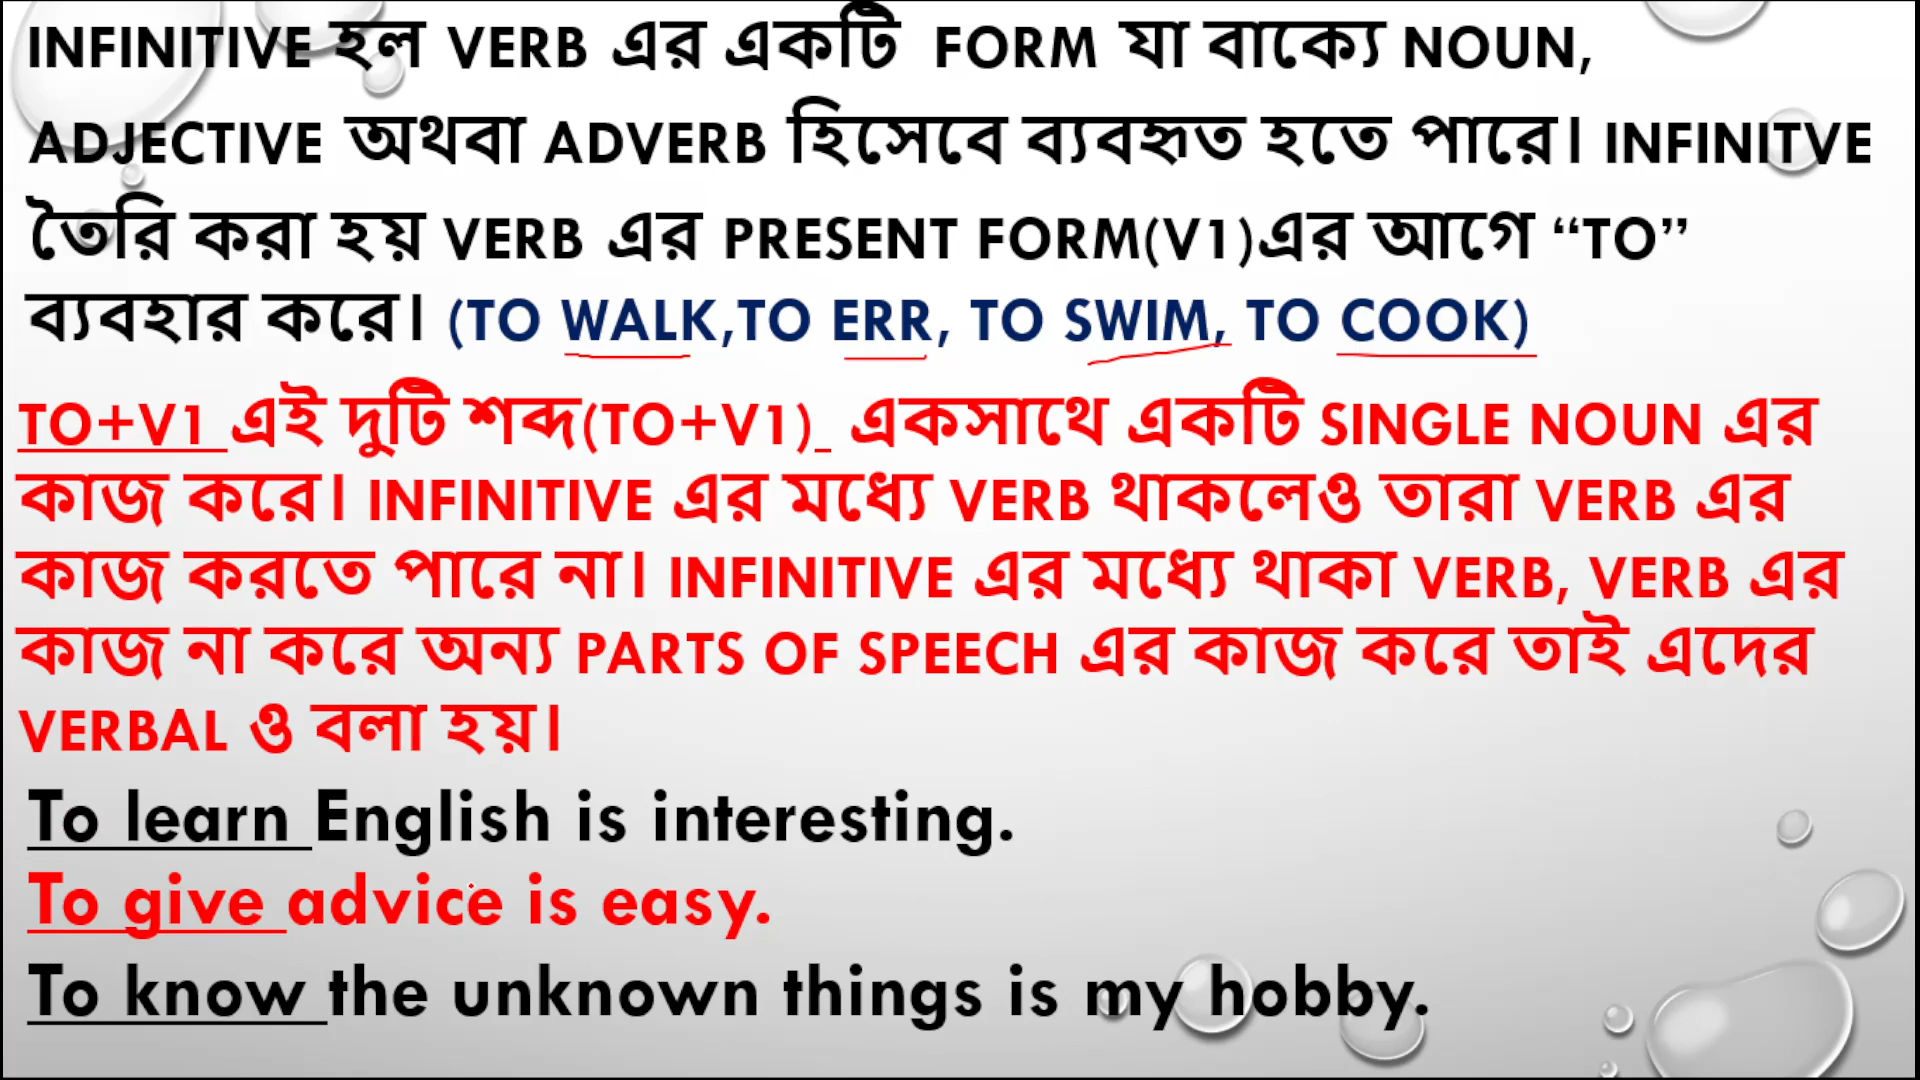 INFINITIVE হল VERB এর একটি FORM যা বাক্যে NOUN,
ADJECTIVE অথবা ADVERB হিসেবে ব্যবহৃত হতে পারে। INFINITVE
তৈরি করা হয় VERB এর PRESENT FORM(V1)এর আগে “TO”
ব্যবহার করে। (TO WALK,TO ERR, TO SWIM, TO COOK)
TO+V1 এই দুটি শব্দ(TO+V1)_ একসাথে একটি SINGLE NOUN এর
কাজ করে। INFINITIVE এর মধ্যে VERB থাকলেও তারা VERB এর
কাজ করতে পারে না। INFINITIVE এর মধ্যে থাকা VERB, VERB এর
কাজ না করে অন্য PARTS OF SPEECH এর কাজ করে তাই এদের
VERBAL ও বলা হয়।
To learn English is interesting.
To give advice is easy.
To know the unknown things is my hobby.